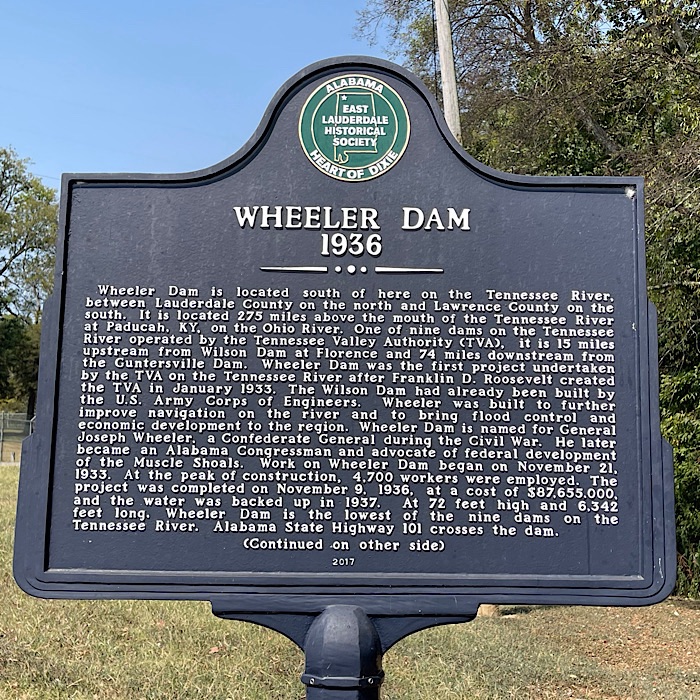 ALABAMA
EAST
LAUDERDALE
HISTORICAL
SOCIETY
HEART OF DIXIE
WHEELER DAM
1936
Wheeler Dam is located south of here on the Tennessee River,
between Lauderdale County on the north and Lawrence County on the
south. It is located 275 miles above the mouth of the Tennessee River
at Paducah, KY, on the Ohio River. One of nine dams on the Tennessee
River operated by the Tennessee Valley Authority (TVA), it is 15 miles
upstream from Wilson Dam at Florence and 74 miles downstream from
the Guntersville Dam. Wheeler Dam was the first project undertaken
by the TVA on the Tennessee River after Franklin D. Roosevelt created
the TVA in January 1933. The Wilson Dam had already been built by
the U.S. Army Corps of Engineers. Wheeler was built to further
improve navigation on the river and to bring flood control and
economic development to the region. Wheeler Dam is named for General
Joseph Wheeler, a Confederate General during the Civil War. He later
became an Alabama Congressman and advocate of federal development
of the Muscle Shoals. Work on Wheeler Dam began on November 21,
1933. At the peak of construction, 4,700 workers were employed. The
project was completed on November 9, 1936, at a cost of $87,655,000,
and the water was backed up in 1937. At 72 feet high and 6,342
feet long, Wheeler Dam is the lowest of the nine dams on the
Tennessee River. Alabama State Highway 101 crosses the dam.
(Continued on other side)
2017